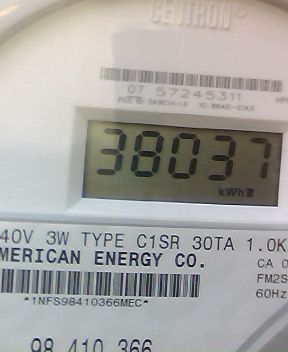 CENTRON®
07 57245311
38037
kWh
40V 3W TYPE C1SR 30TA 1.0K
MERICAN ENERGY CO.
CA 0
FM2S
60Hz
*1NFS98410366MEC*
98 410 366